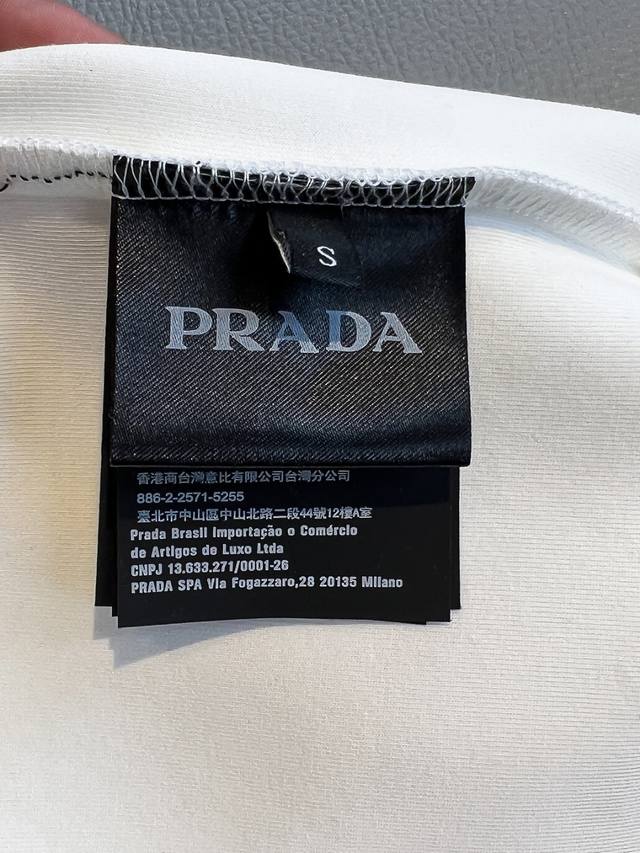 S
PRADA
香港商台灣意比有限公司台灣分公司
886-2-2571-5255
臺北市中山區中山北路二段44號12樓A室
Prada Brasil Importação o Comércio
de Artigos de Luxo Ltda
CNPJ 13.633.271/0001-26
PRADA SPA Via Fogazzaro,28 20135 Milano